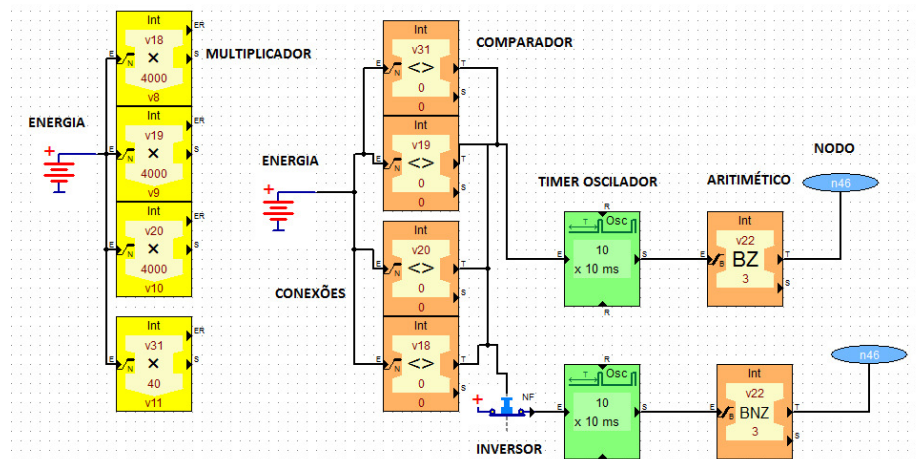 Int
ER
E
N
v18
×
4000
S
v8
MULTIPLICADOR
Int
ER
E
N
v19
×
4000
S
v9
Int
ER
E
N
v20
×
4000
S
v10
Int
ER
E
N
v31
×
40
S
v11
ENERGIA
+
ENERGIA
+
CONEXÕES
COMPARADOR
Int
v31
E
N
<>
T
0
S
0
Int
v19
E
N
<>
T
0
S
0
Int
v20
E
N
<>
T
0
S
0
Int
v18
E
N
<>
T
0
S
0
TIMER OSCILADOR
R
T
Osc
10
x 10 ms
E
S
R
ARITIMÉTICO
Int
v22
E
B
BZ
T
3
S
NODO
n46
+
NF
INVERSOR
R
T
Osc
10
x 10 ms
E
S
Int
v22
E
B
BNZ
T
3
S
n46